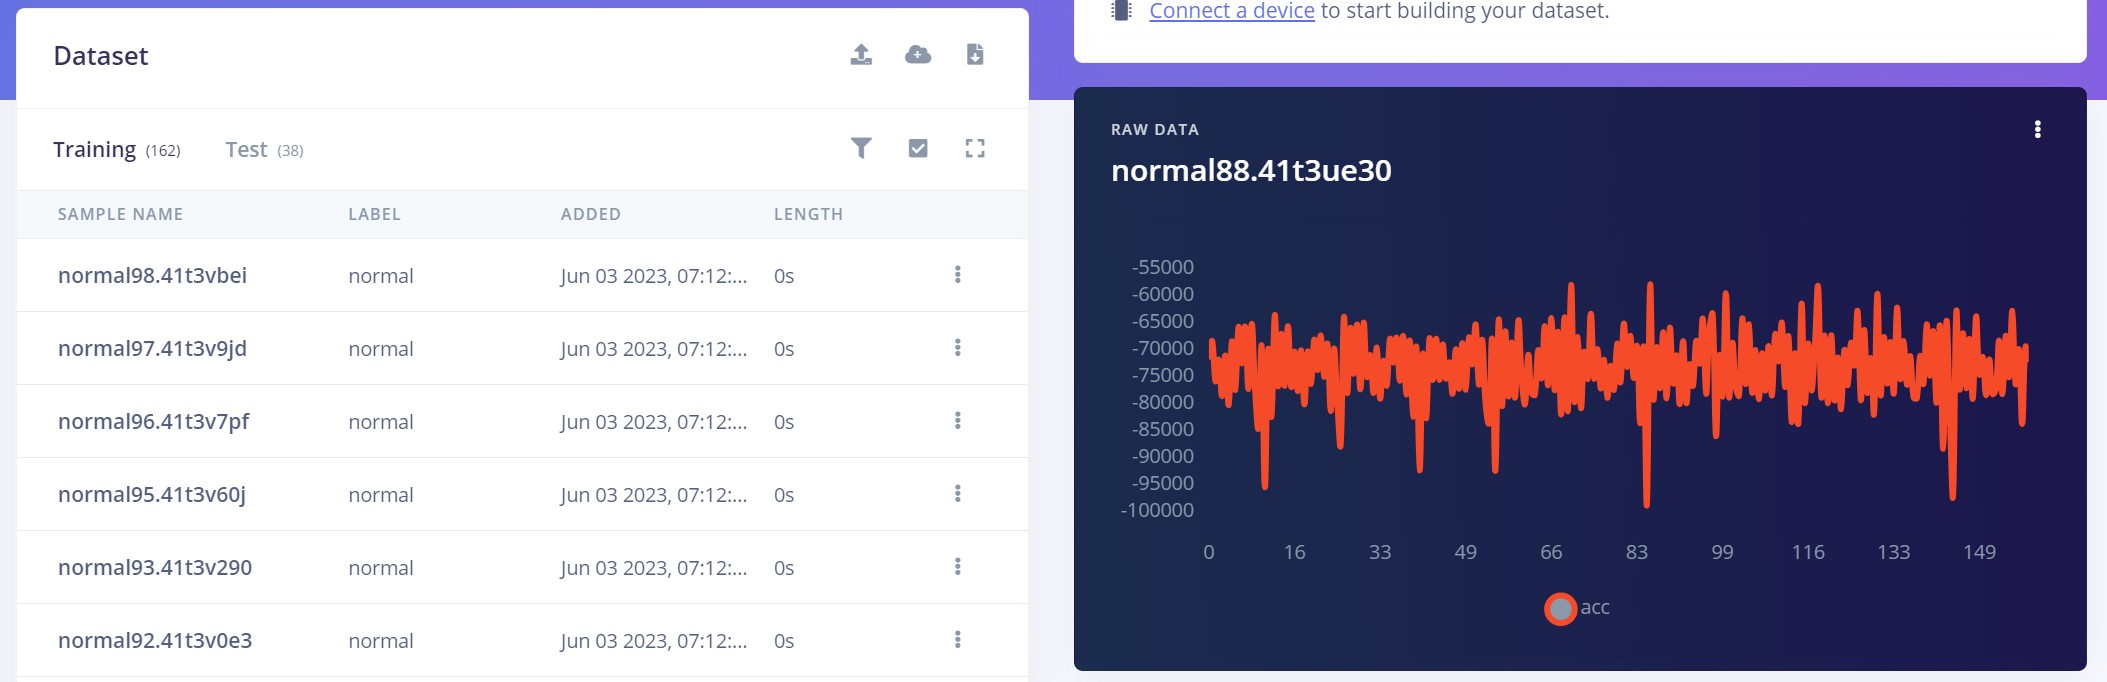 Dataset
Training (162) Test (38)
SAMPLE NAME LABEL ADDED LENGTH
normal98.41t3vbei normal Jun 03 2023, 07:12:... 0s
normal97.41t3v9jd normal Jun 03 2023, 07:12:... 0s
normal96.41t3v7pf normal Jun 03 2023, 07:12:... 0s
normal95.41t3v60j normal Jun 03 2023, 07:12:... 0s
normal93.41t3v290 normal Jun 03 2023, 07:12:... 0s
normal92.41t3v0e3 normal Jun 03 2023, 07:12:... 0s
Connect a device to start building your dataset.
RAW DATA
normal88.41t3ue30
-55000
-60000
-65000
-70000
-75000
-80000
-85000
-90000
-95000
-100000
0 16 33 49 66 83 99 116 133 149
acc